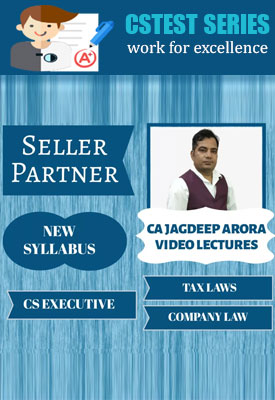 CSTEST SERIES
work for excellence
A+
SELLER
PARTNER
NEW
SYLLABUS
CS EXECUTIVE
CA JAGDEEP ARORA
VIDEO LECTURES
TAX LAWS
COMPANY LAW